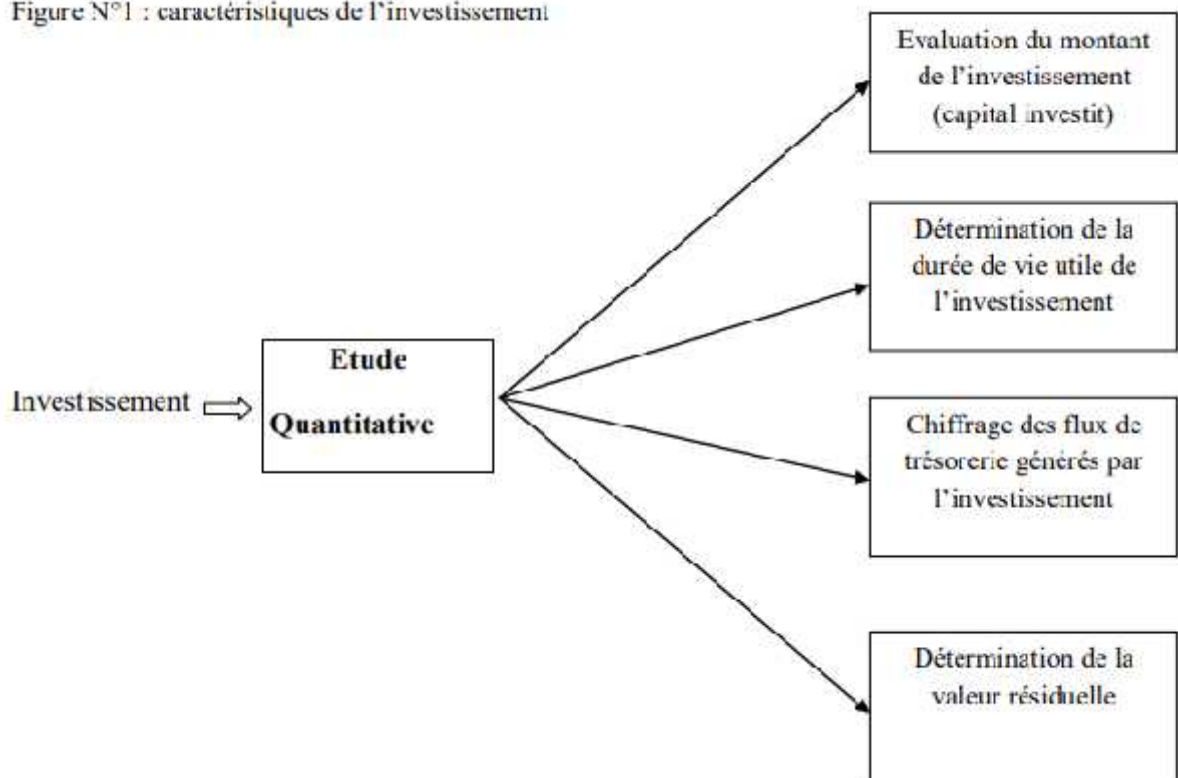 Figure N°1 : caractéristiques de l'investissement
Evaluation du montant
de l'investissement
(capital investit)
Détermination de la
durée de vie utile de
l'investissement
Investissement
Etude
Quantitative
Chiffrage des flux de
trésorerie générés par
l'investissement
Détermination de la
valeur résiduelle